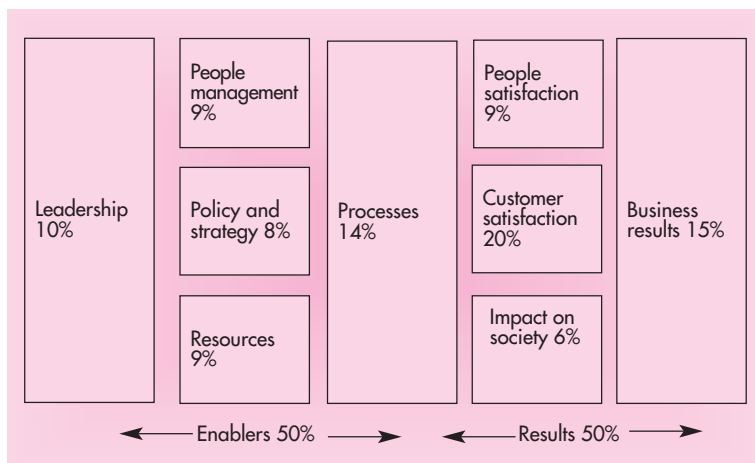 People
management
9%
People
satisfaction
9%
Leadership
10%
Policy and
strategy 8%
Processes
14%
Customer
satisfaction
20%
Business
results 15%
Resources
9%
Impact on
society 6%
Enablers 50%
Results 50%